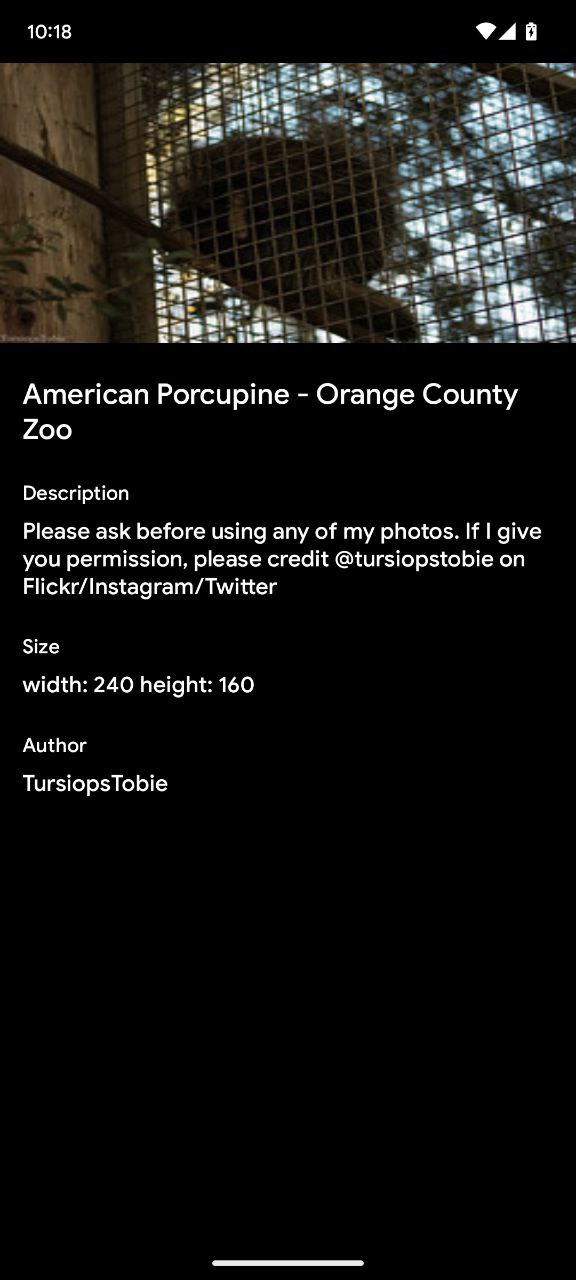 10:18
American Porcupine - Orange County
Zoo
Description
Please ask before using any of my photos. If I give
you permission, please credit @tursiopstobie on
Flickr/Instagram/Twitter
Size
width: 240 height: 160
Author
TursiopsTobie